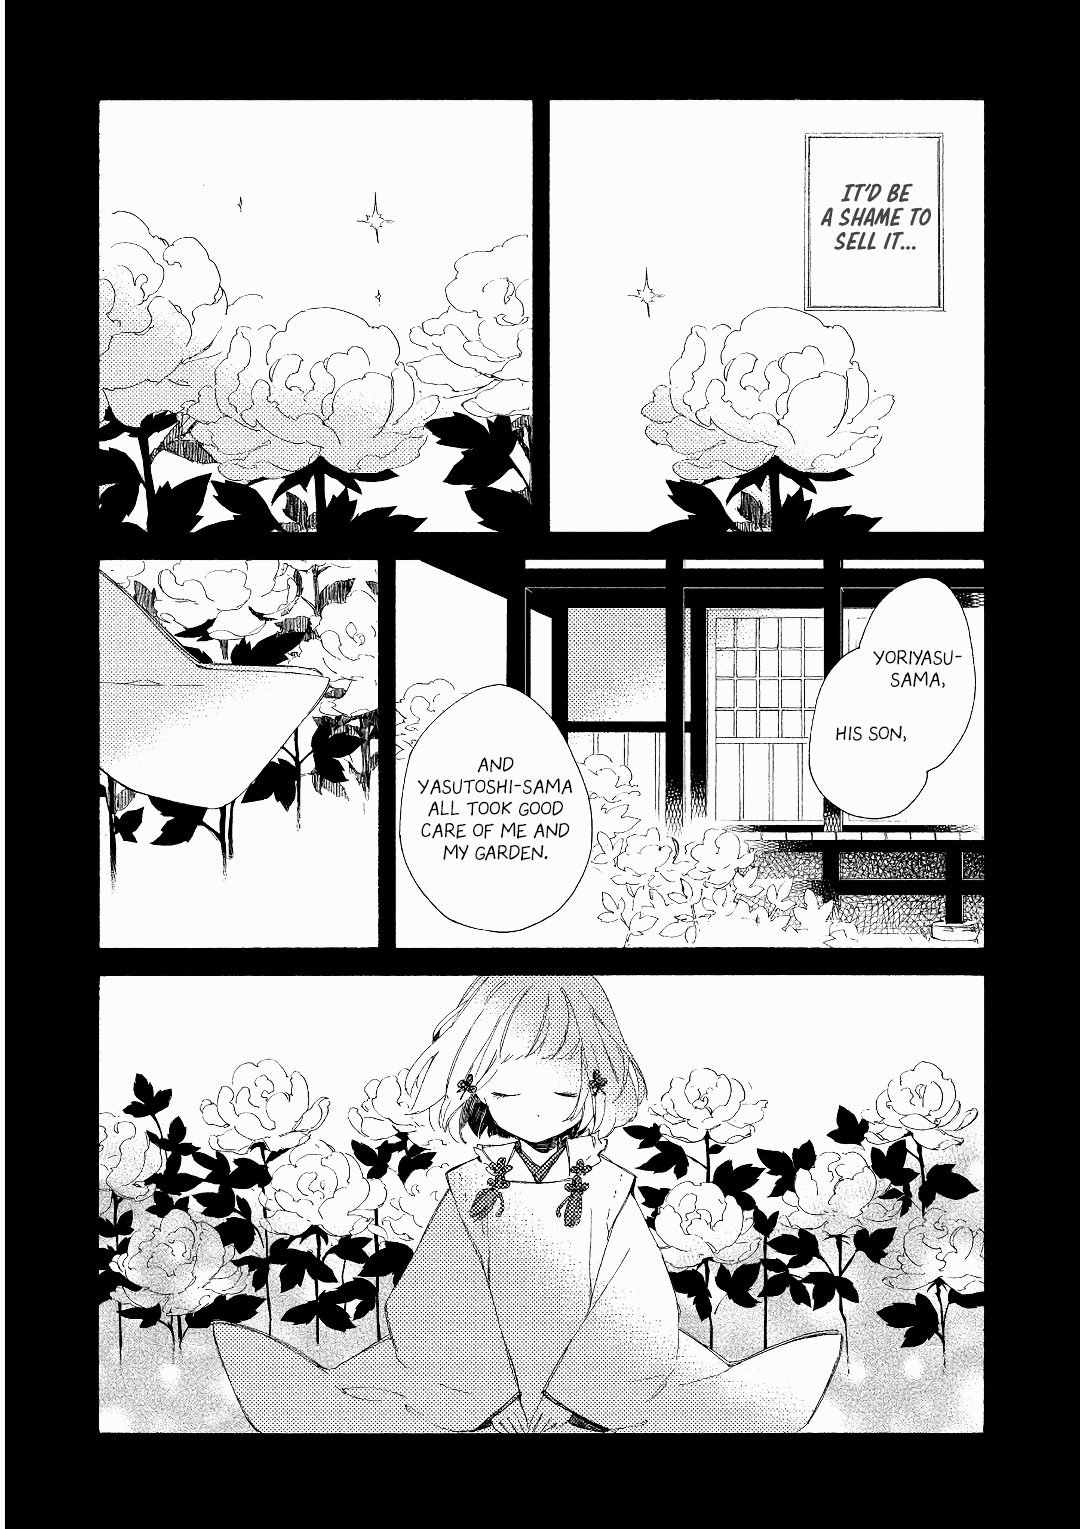 IT'D BE
A SHAME TO
SELL IT...
YORIYASU-
SAMA,
HIS SON,
AND
YASUTOSHI-SAMA
ALL TOOK GOOD
CARE OF ME AND
MY GARDEN.